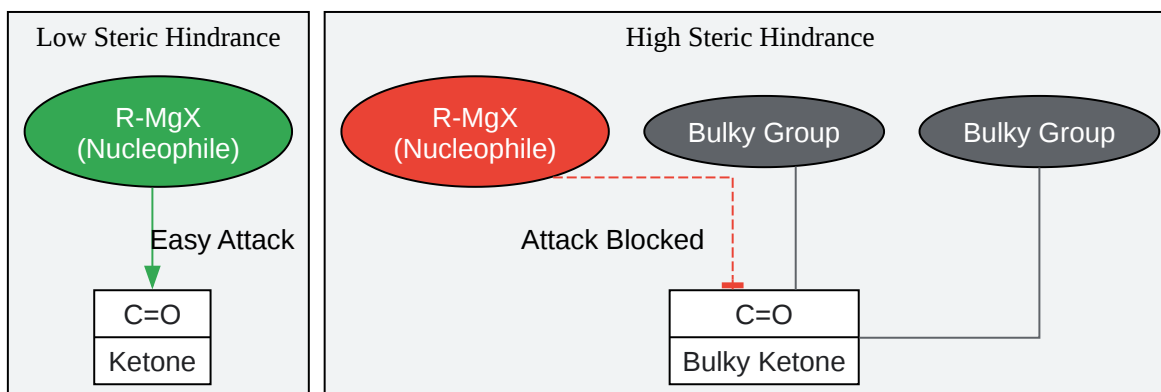 Low Steric Hindrance
R-MgX
(Nucleophile)
Easy Attack
C=O
Ketone
High Steric Hindrance
R-MgX
(Nucleophile)
Bulky Group
Bulky Group
Attack Blocked
C=O
Bulky Ketone